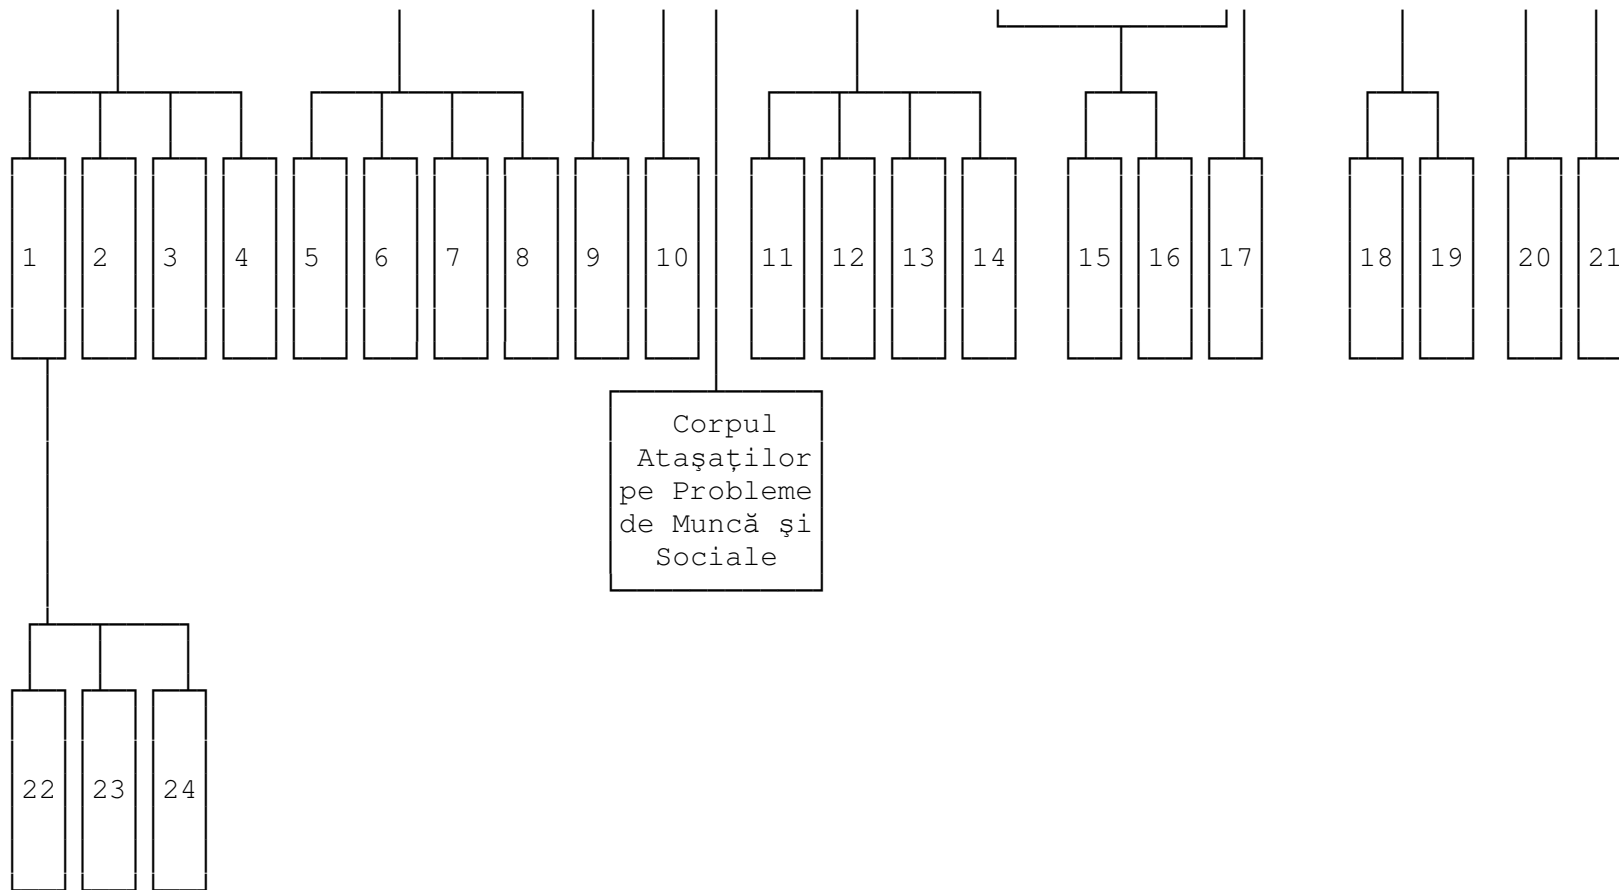 1 2 3 4 5 6 7 8 9 10 11 12 13 14 15 16 17 18 19 20 21
Corpul
Ataşaţilor
pe Probleme
de Muncă şi
Sociale
22 23 24